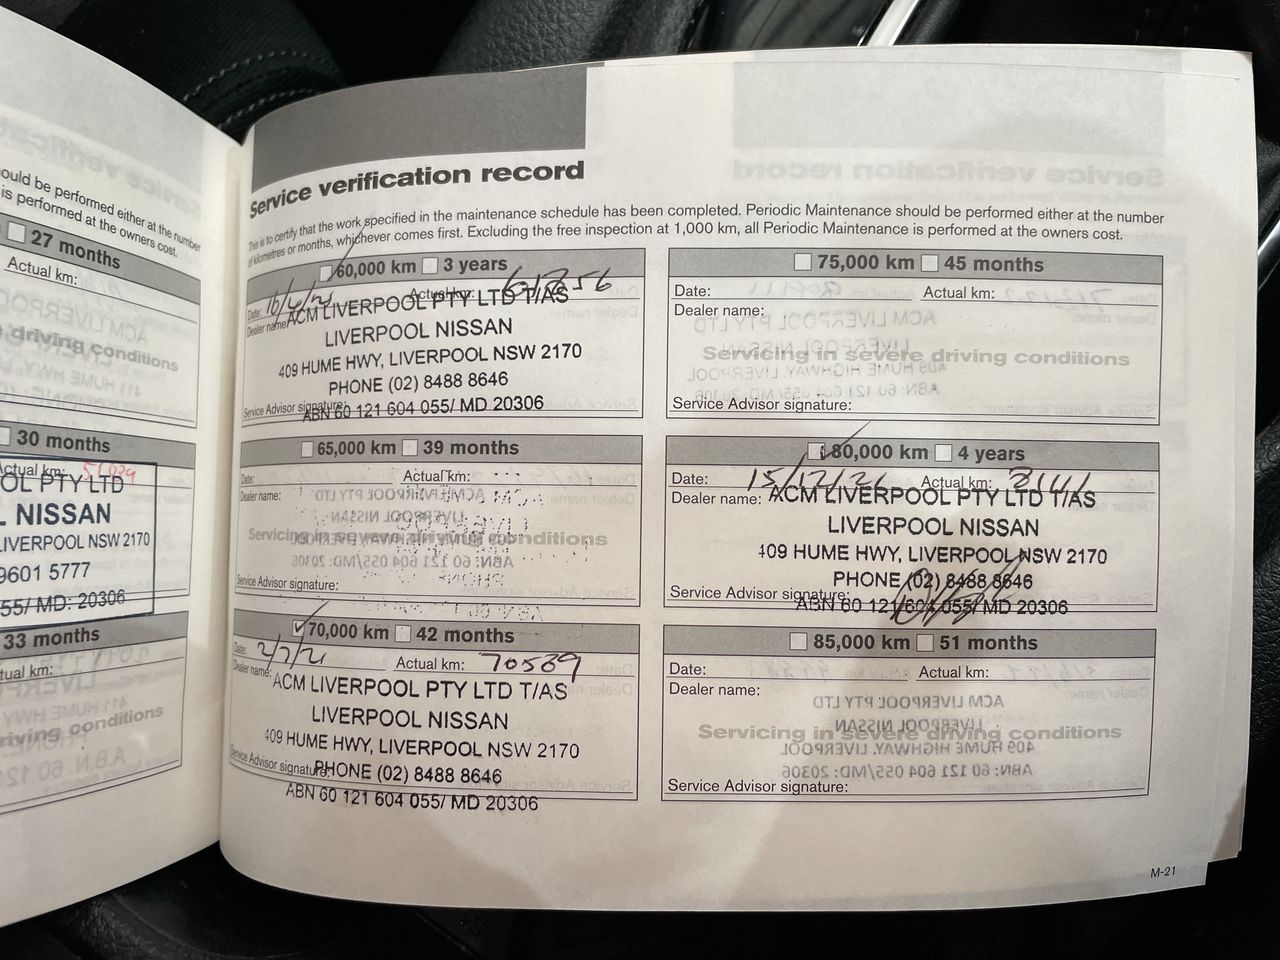 ould be performed either at the number
is performed at the owners cost.
27 months
Actual km:
driving conditions
30 months
Actual km: 51039
OL PTY LTD
L NISSAN
LIVERPOOL NSW 2170
9601 5777
055/ MD: 20306
33 months
tual km:
driving conditions
Service verification record
This is to certify that the work specified in the maintenance schedule has been completed. Periodic Maintenance should be performed either at the number
of kilometres or months, whichever comes first. Excluding the free inspection at 1,000 km, all Periodic Maintenance is performed at the owners cost.
60,000 km 3 years
Date: Actual km:
Dealer name: ACM LIVERPOOL PTY LTD T/AS
LIVERPOOL NISSAN
409 HUME HWY, LIVERPOOL NSW 2170
PHONE (02) 8488 8646
Service Advisor signature: ABN 60 121 604 055/ MD 20306
65,000 km 39 months
Date: Actual km:
Dealer name:
Servicing in severe driving conditions
Service Advisor signature:
70,000 km 42 months
Date: 2/7/21 Actual km: 70589
Dealer name: ACM LIVERPOOL PTY LTD T/AS
LIVERPOOL NISSAN
409 HUME HWY, LIVERPOOL NSW 2170
Service Advisor signature: PHONE (02) 8488 8646
ABN 60 121 604 055/ MD 20306
75,000 km 45 months
Date: Actual km:
Dealer name:
Servicing in severe driving conditions
Service Advisor signature:
80,000 km 4 years
Date: 15/12/21 Actual km:
Dealer name: ACM LIVERPOOL PTY LTD T/AS
LIVERPOOL NISSAN
409 HUME HWY, LIVERPOOL NSW 2170
PHONE (02) 8488 8646
Service Advisor signature: ABN 60 121 604 055/ MD 20306
85,000 km 51 months
Date: Actual km:
Dealer name:
Servicing in severe driving conditions
Service Advisor signature:
M-21